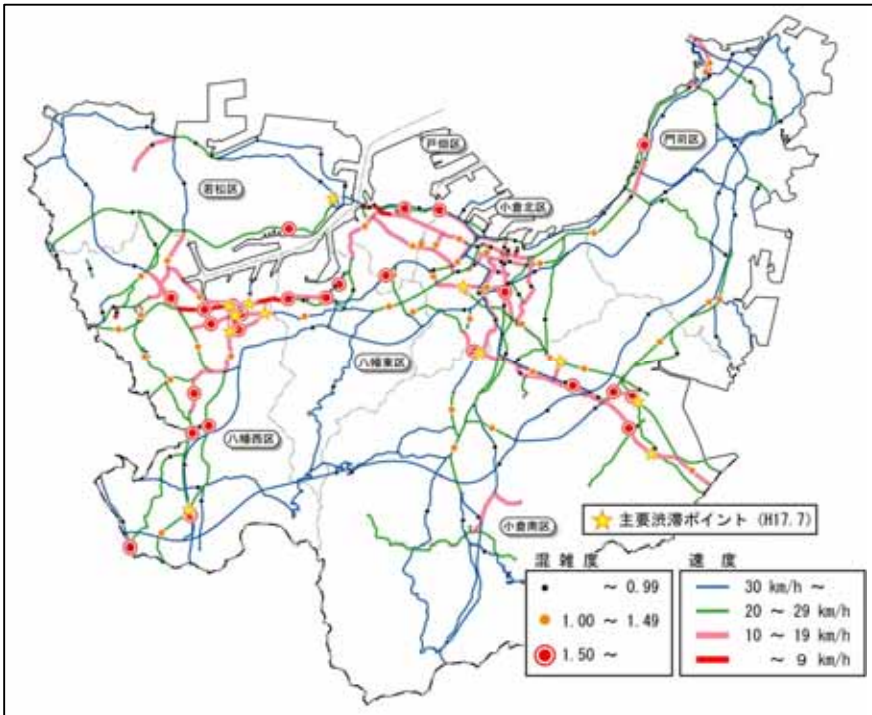 戸畑区
門司区
若松区
小倉北区
八幡東区
八幡西区
小倉南区
主要渋滞ポイント (H17.7)
混雑度
～ 0.99
1.00 ～ 1.49
1.50 ～
速 度
30 km/h ～
20 ～ 29 km/h
10 ～ 19 km/h
～ 9 km/h